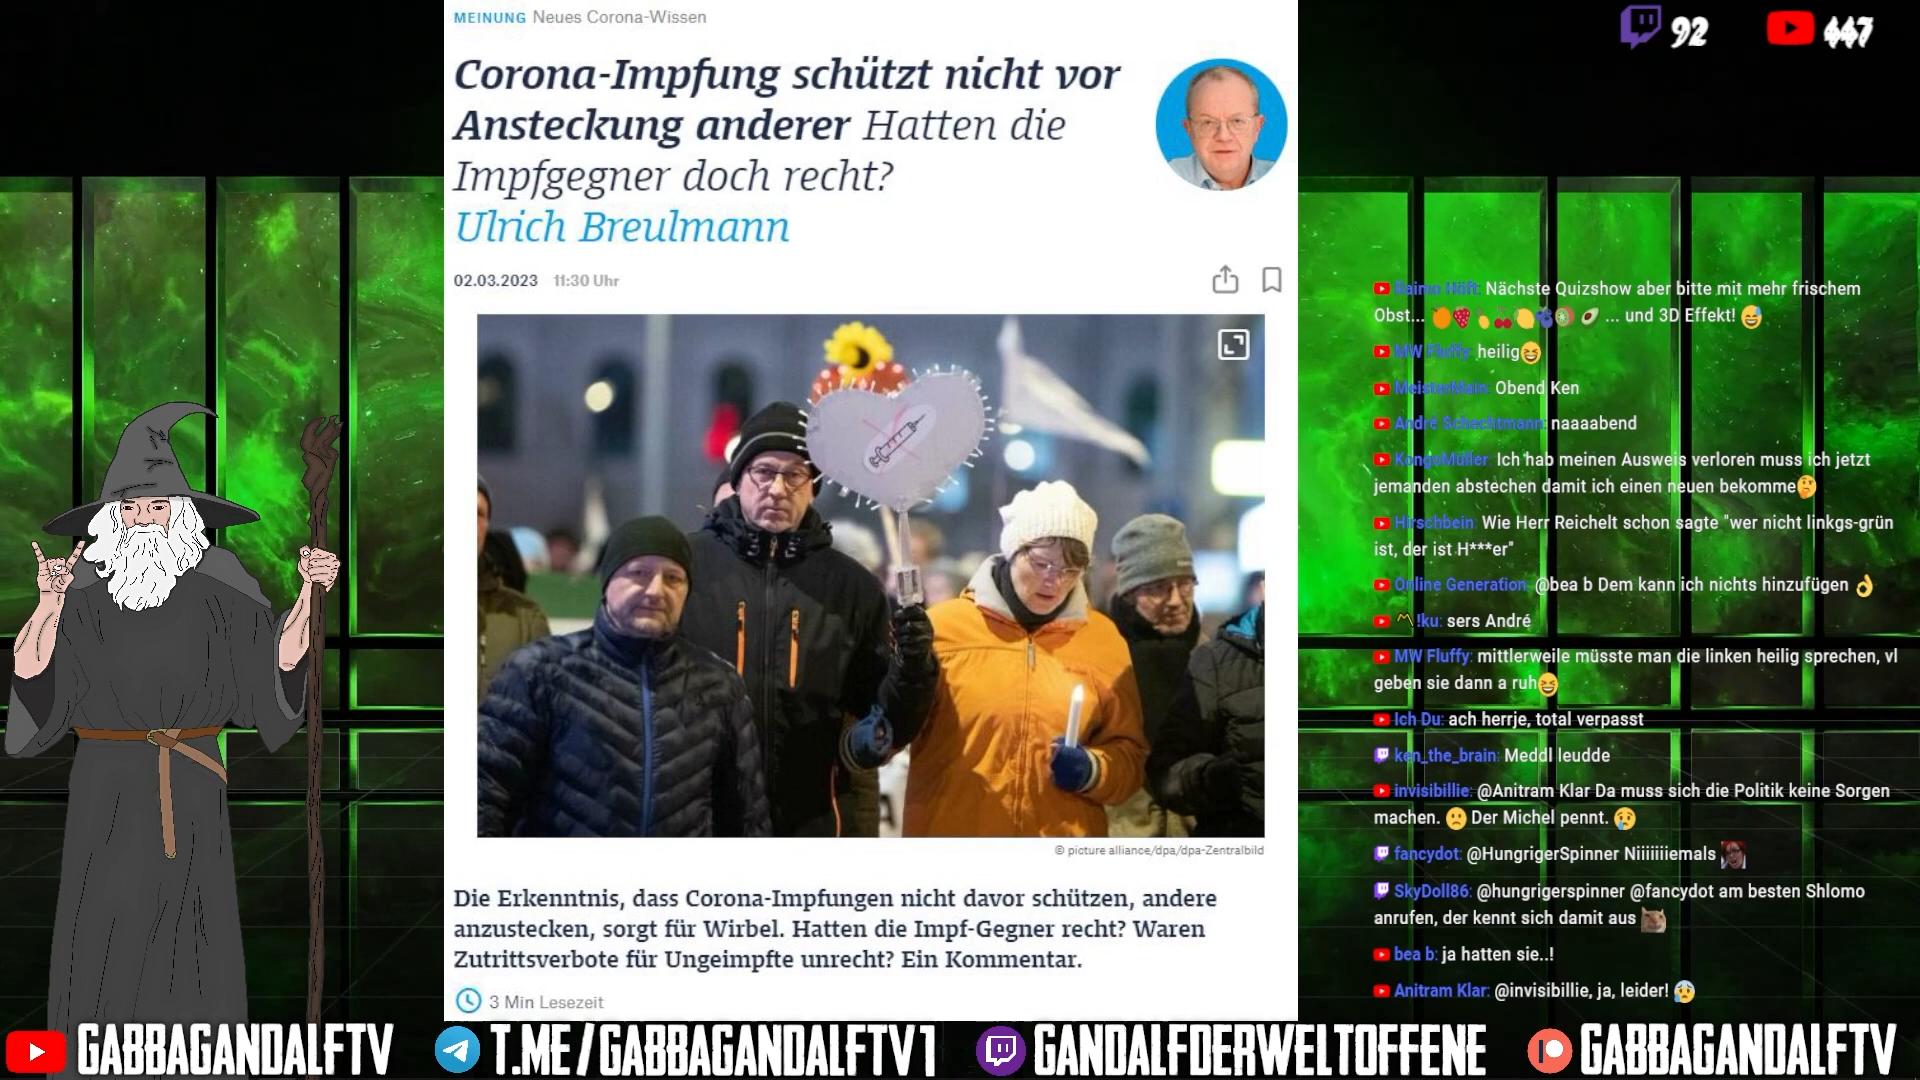 MEINUNG Neues Corona-Wissen
Corona-Impfung schützt nicht vor
Ansteckung anderer Hatten die
Impfgegner doch recht?
Ulrich Breulmann
02.03.2023 11:30 Uhr
© picture alliance/dpa/dpa-Zentralbild
Die Erkenntnis, dass Corona-Impfungen nicht davor schützen, andere
anzustecken, sorgt für Wirbel. Hatten die Impf-Gegner recht? Waren
Zutrittsverbote für Ungeimpfte unrecht? Ein Kommentar.
3 Min Lesezeit
92 447
Raimo Höft: Nächste Quizshow aber bitte mit mehr frischem
Obst... 🍊🍓🍋🍒🍋🫐🥝🥑 ... und 3D Effekt! 😅
MW Fluffy: heilig😆
MeisterMain: Obend Ken
André Schechtmann: naaaabend
KongoMüller: Ich hab meinen Ausweis verloren muss ich jetzt
jemanden abstechen damit ich einen neuen bekomme🤔
Hirschbein: Wie Herr Reichelt schon sagte "wer nicht linkgs-grün
ist, der ist H***er"
Online Generation: @bea b Dem kann ich nichts hinzufügen 👌
!ku: sers André
MW Fluffy: mittlerweile müsste man die linken heilig sprechen, vl
geben sie dann a ruh😆
Ich Du: ach herrje, total verpasst
ken_the_brain: Meddl leudde
invisibillie: @Anitram Klar Da muss sich die Politik keine Sorgen
machen. 🙁 Der Michel pennt. 😢
fancydot: @HungrigerSpinner Niiiiiiiemals
SkyDoll86: @hungrigerspinner @fancydot am besten Shlomo
anrufen, der kennt sich damit aus
bea b: ja hatten sie..!
Anitram Klar: @invisibillie, ja, leider! 😰
GABBAGANDALFTV T.ME/GABBAGANDALFTV1 GANDALFDERWELTOFFENE GABBAGANDALFTV